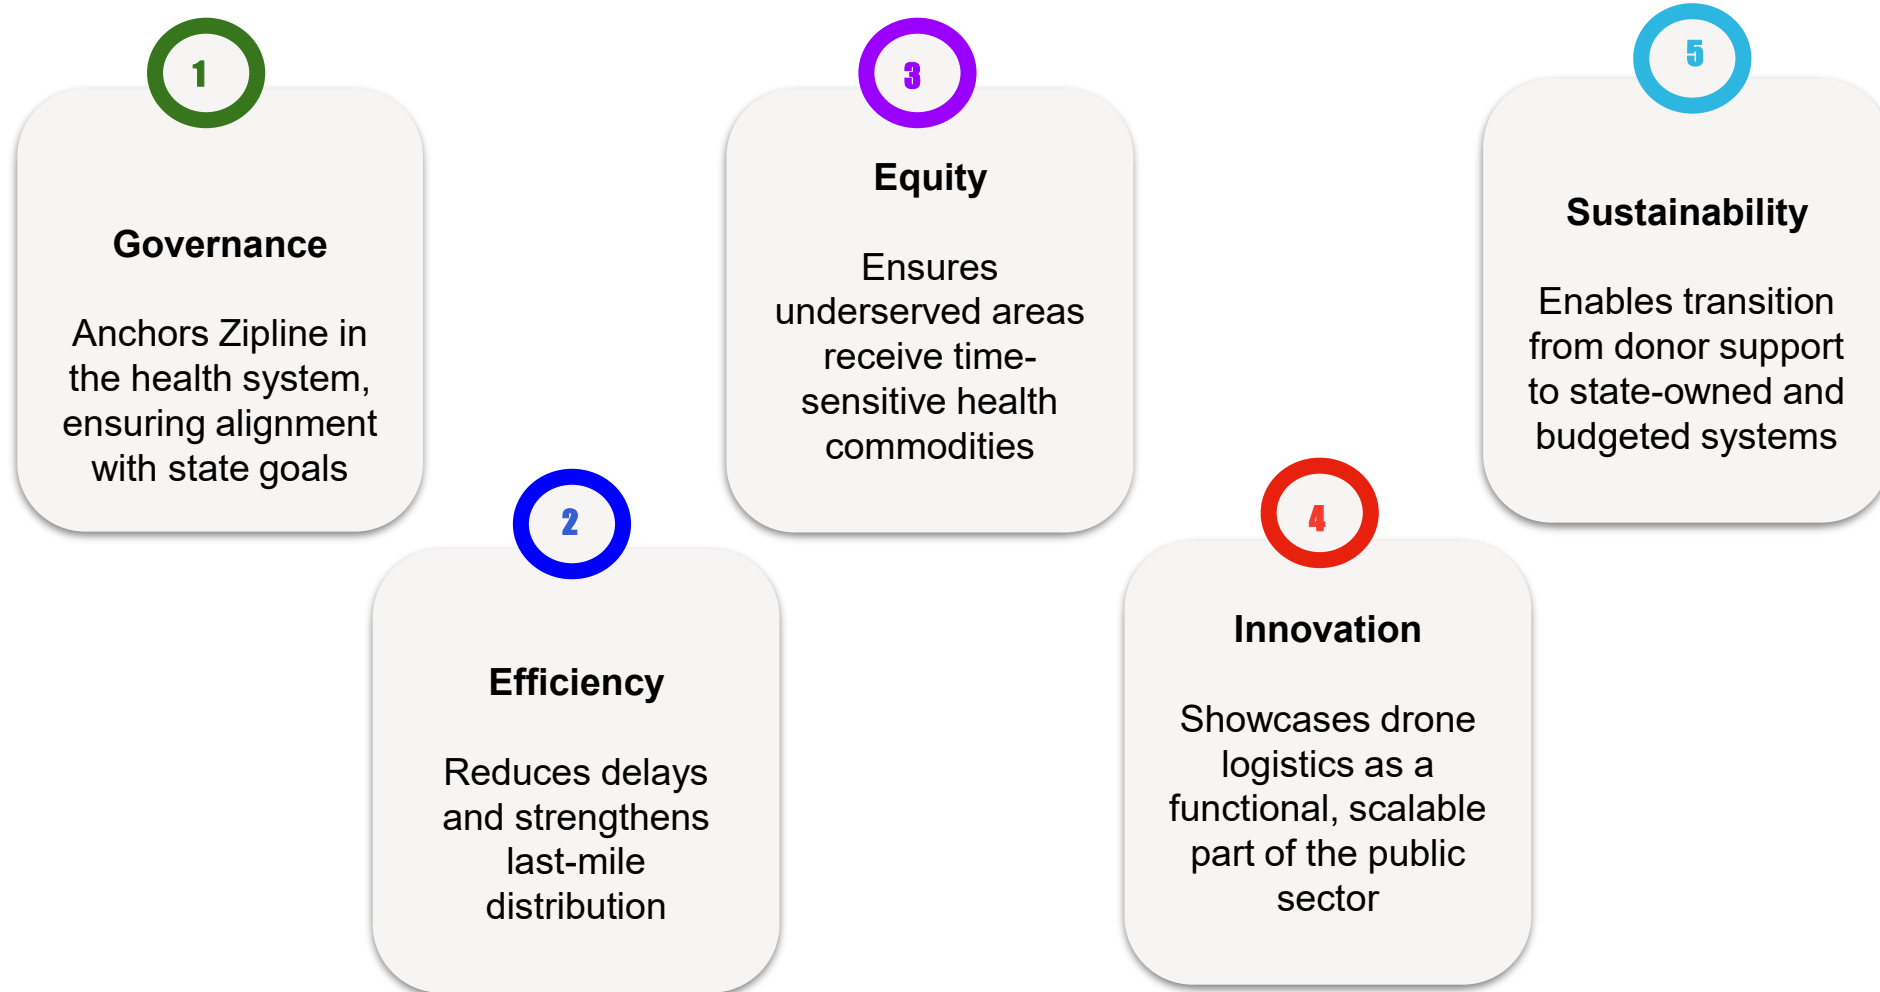 1
Governance
Anchors Zipline in
the health system,
ensuring alignment
with state goals
2
Efficiency
Reduces delays
and strengthens
last-mile
distribution
3
Equity
Ensures
underserved areas
receive time-
sensitive health
commodities
4
Innovation
Showcases drone
logistics as a
functional, scalable
part of the public
sector
5
Sustainability
Enables transition
from donor support
to state-owned and
budgeted systems